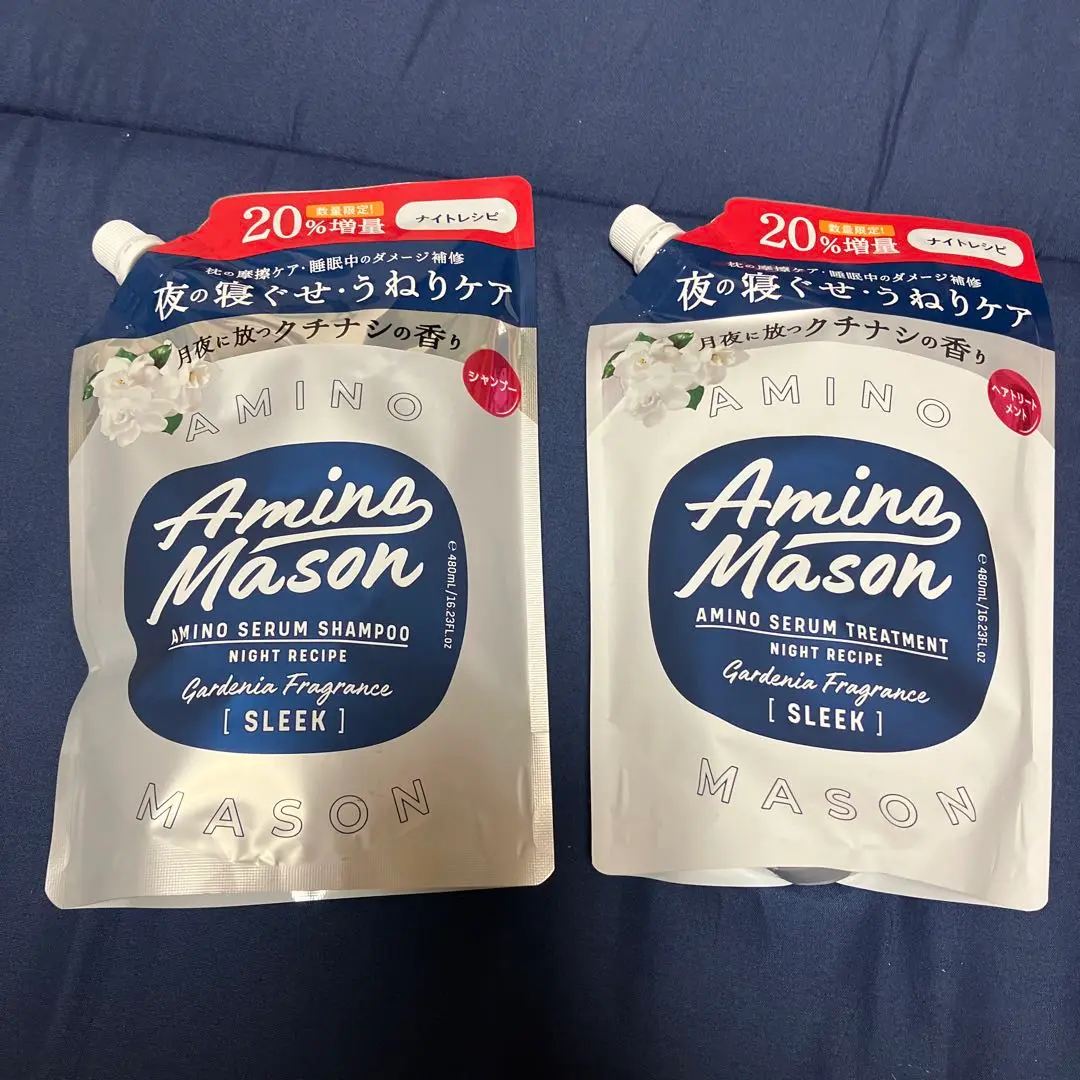 数量限定!
20%増量
ナイトレシピ
枕の摩擦ケア・睡眠中のダメージ補修
夜の寝ぐせ・うねりケア
月夜に放つクチナシの香り
シャンプー
AMINO
Amino
Mason
AMINO SERUM SHAMPOO
NIGHT RECIPE
Gardenia Fragrance
[ SLEEK ]
℮ 480mL/16.23FL.oz
MASON
数量限定!
20%増量
ナイトレシピ
枕の摩擦ケア・睡眠中のダメージ補修
夜の寝ぐせ・うねりケア
月夜に放つクチナシの香り
ヘアトリート
メント
AMINO
Amino
Mason
AMINO SERUM TREATMENT
NIGHT RECIPE
Gardenia Fragrance
[ SLEEK ]
℮ 480mL/16.23FL.oz
MASON